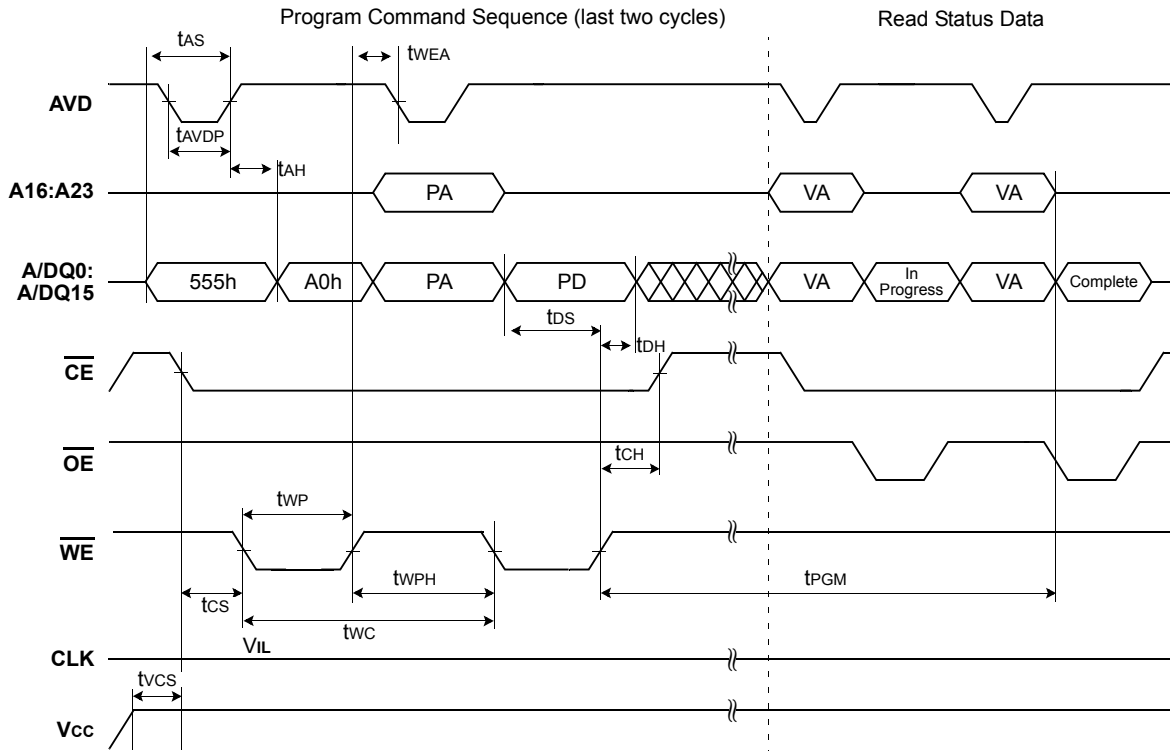 Program Command Sequence (last two cycles) Read Status Data
tAS tWEA
AVD
tAVDP
tAH
A16:A23 PA VA VA
A/DQ0:
A/DQ15 555h A0h PA PD VA In
Progress VA Complete
tDS
tDH
CE
OE
tCH
tWP
WE
tWPH tPGM
tCS
tWC
VIL
CLK
tVCS
Vcc